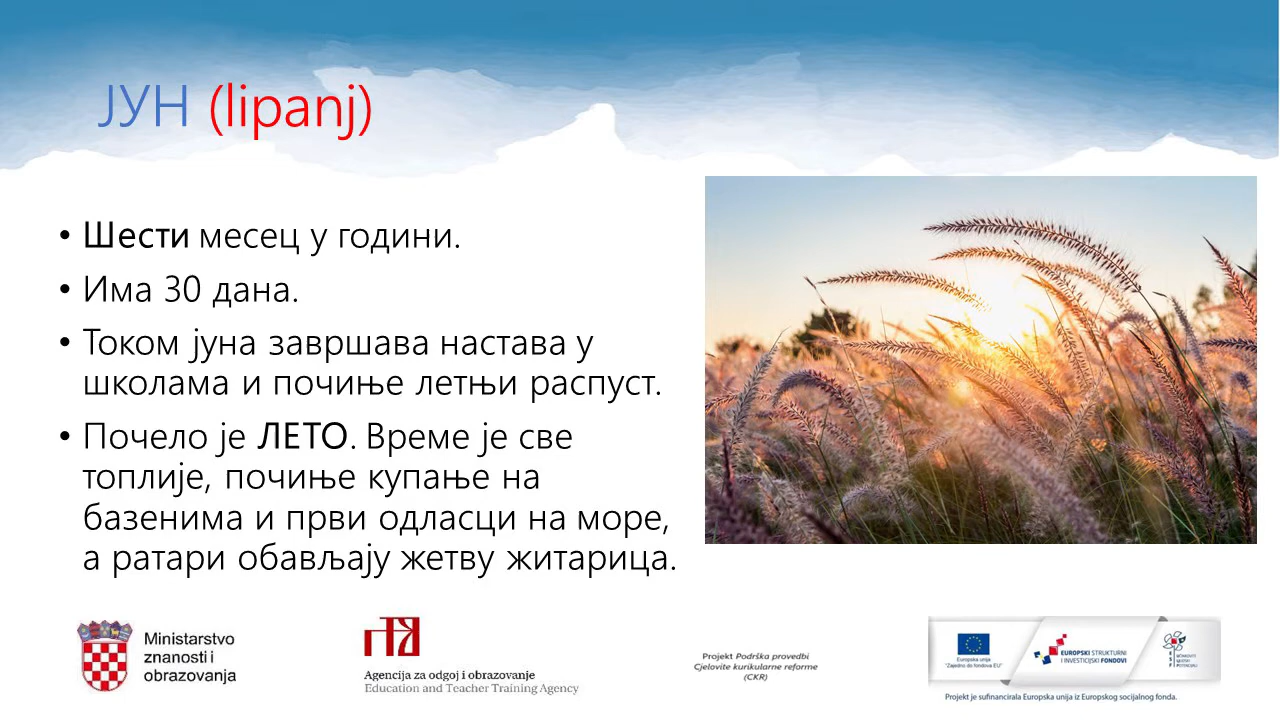 ЈУН (lipanj)
• Шести месец у години.
• Има 30 дана.
• Током јуна завршава настава у
школама и почиње летњи распуст.
• Почело је ЛЕТО. Време је све
топлије, почиње купање на
базенима и први одласци на море,
а ратари обављају жетву житарица.
Ministarstvo
znanosti i
obrazovanja
Agencija za odgoj i obrazovanje
Education and Teacher Training Agency
Projekt Podrška provedbi
Cjelovite kurikularne reforme
(CKR)
Europska unija
"Zajedno do fondova EU"
EUROPSKI STRUKTURNI
I INVESTICIJSKI FONDOVI
Projekt je sufinancirala Europska unija iz Europskog socijalnog fonda.